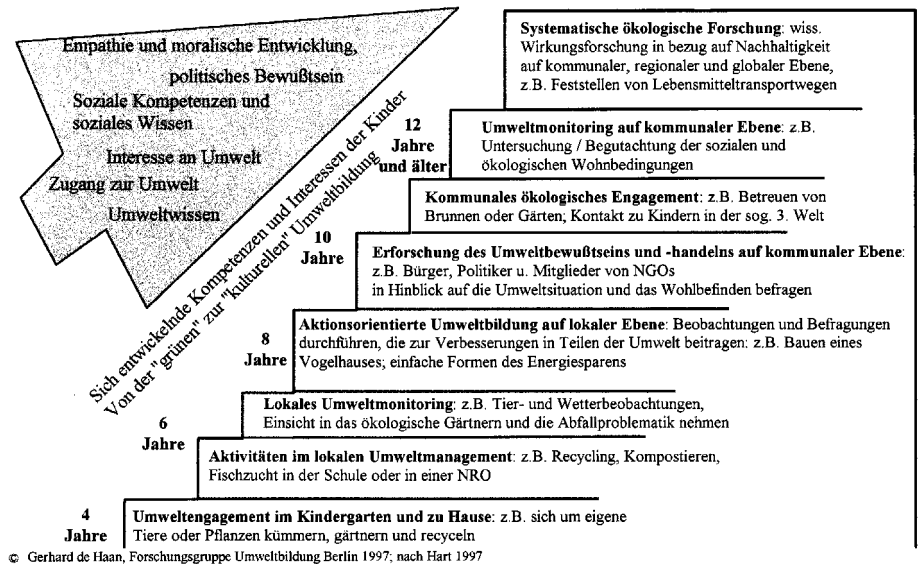 Empathie und moralische Entwicklung,
politisches Bewußtsein
Soziale Kompetenzen und
soziales Wissen
Interesse an Umwelt
Zugang zur Umwelt
Umweltwissen
Sich entwickelnde Kompetenzen und Interessen der Kinder
Von der "grünen" zur "kulturellen" Umweltbildung
Systematische ökologische Forschung: wiss.
Wirkungsforschung in bezug auf Nachhaltigkeit
auf kommunaler, regionaler und globaler Ebene,
z.B. Feststellen von Lebensmitteltransportwegen
12
Jahre
und älter
Umweltmonitoring auf kommunaler Ebene: z.B.
Untersuchung / Begutachtung der sozialen und
ökologischen Wohnbedingungen
Kommunales ökologisches Engagement: z.B. Betreuen von
Brunnen oder Gärten; Kontakt zu Kindern in der sog. 3. Welt
10
Jahre
Erforschung des Umweltbewußtseins und -handelns auf kommunaler Ebene:
z.B. Bürger, Politiker u. Mitglieder von NGOs
in Hinblick auf die Umweltsituation und das Wohlbefinden befragen
8
Jahre
Aktionsorientierte Umweltbildung auf lokaler Ebene: Beobachtungen und Befragungen
durchführen, die zur Verbesserungen in Teilen der Umwelt beitragen: z.B. Bauen eines
Vogelhauses; einfache Formen des Energiesparens
Lokales Umweltmonitoring: z.B. Tier- und Wetterbeobachtungen,
Einsicht in das ökologische Gärtnern und die Abfallproblematik nehmen
6
Jahre
Aktivitäten im lokalen Umweltmanagement: z.B. Recycling, Kompostieren,
Fischzucht in der Schule oder in einer NRO
4
Jahre
Umweltengagement im Kindergarten und zu Hause: z.B. sich um eigene
Tiere oder Pflanzen kümmern, gärtnern und recyceln
© Gerhard de Haan, Forschungsgruppe Umweltbildung Berlin 1997; nach Hart 1997